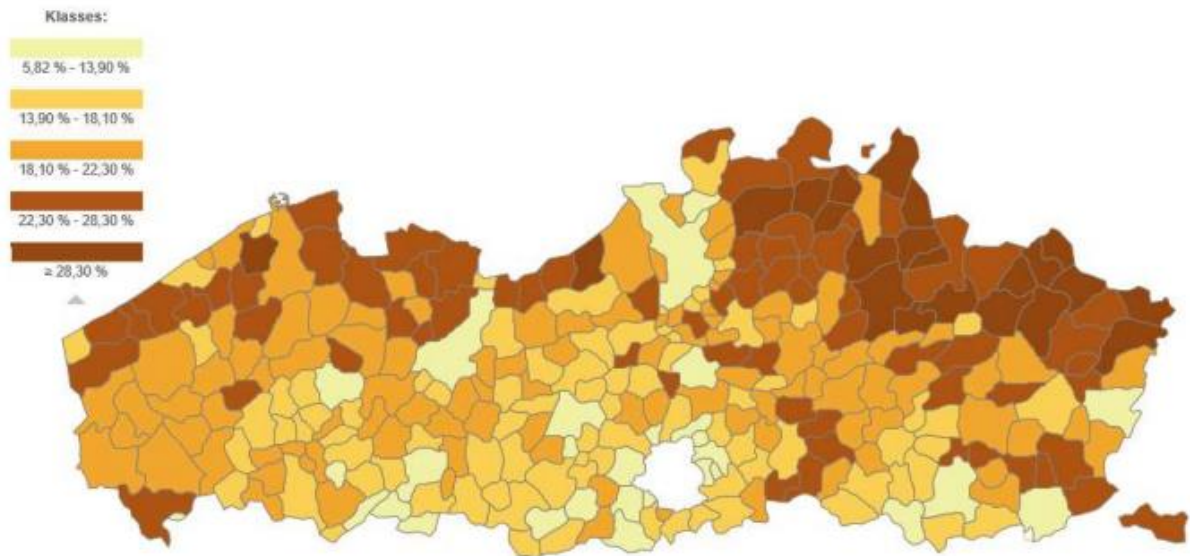 Klasses:
5,82 % - 13,90 %
13,90 % - 18,10 %
18,10 % - 22,30 %
22,30 % - 28,30 %
≥ 28,30 %